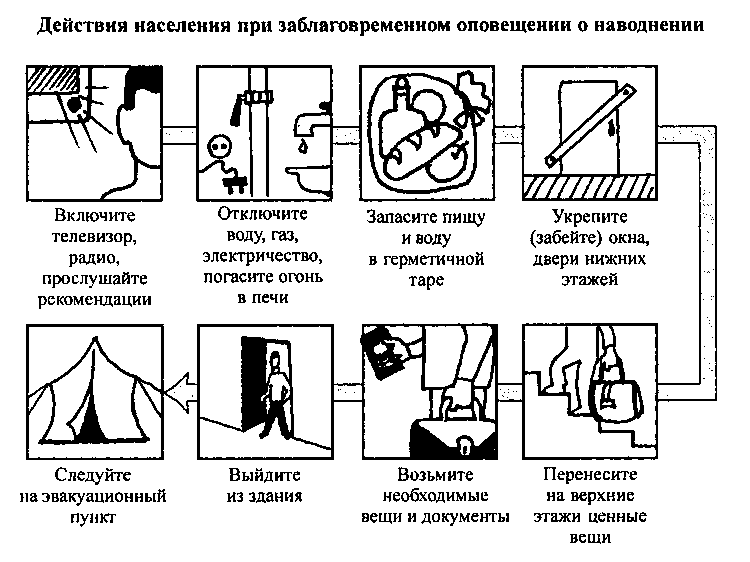 Действия населения при заблаговременном оповещении о наводнении
Включите
телевизор,
радио,
прослушайте
рекомендации
Отключите
воду, газ,
электричество,
погасите огонь
в печи
Запасите пищу
и воду
в герметичной
таре
Укрепите
(забейте) окна,
двери нижних
этажей
Перенесите
на верхние
этажи ценные
вещи
Возьмите
необходимые
вещи и документы
Выйдите
из здания
Следуйте
на эвакуационный
пункт